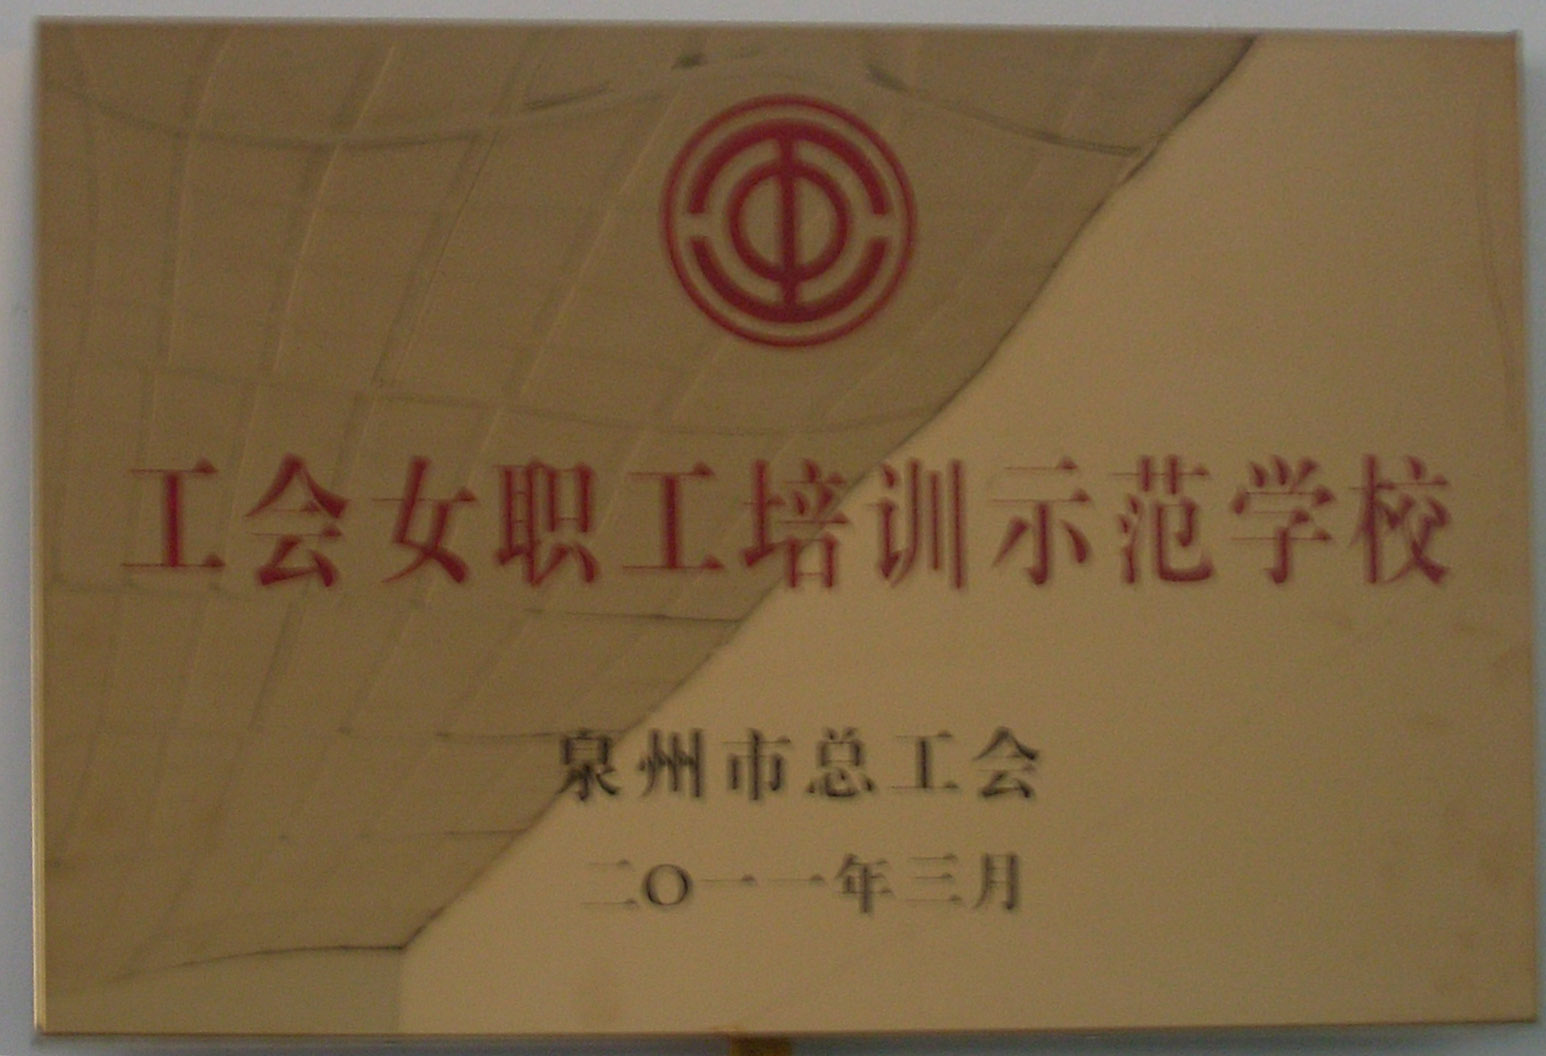 工会女职工培训示范学校
泉州市总工会
二〇一一年三月